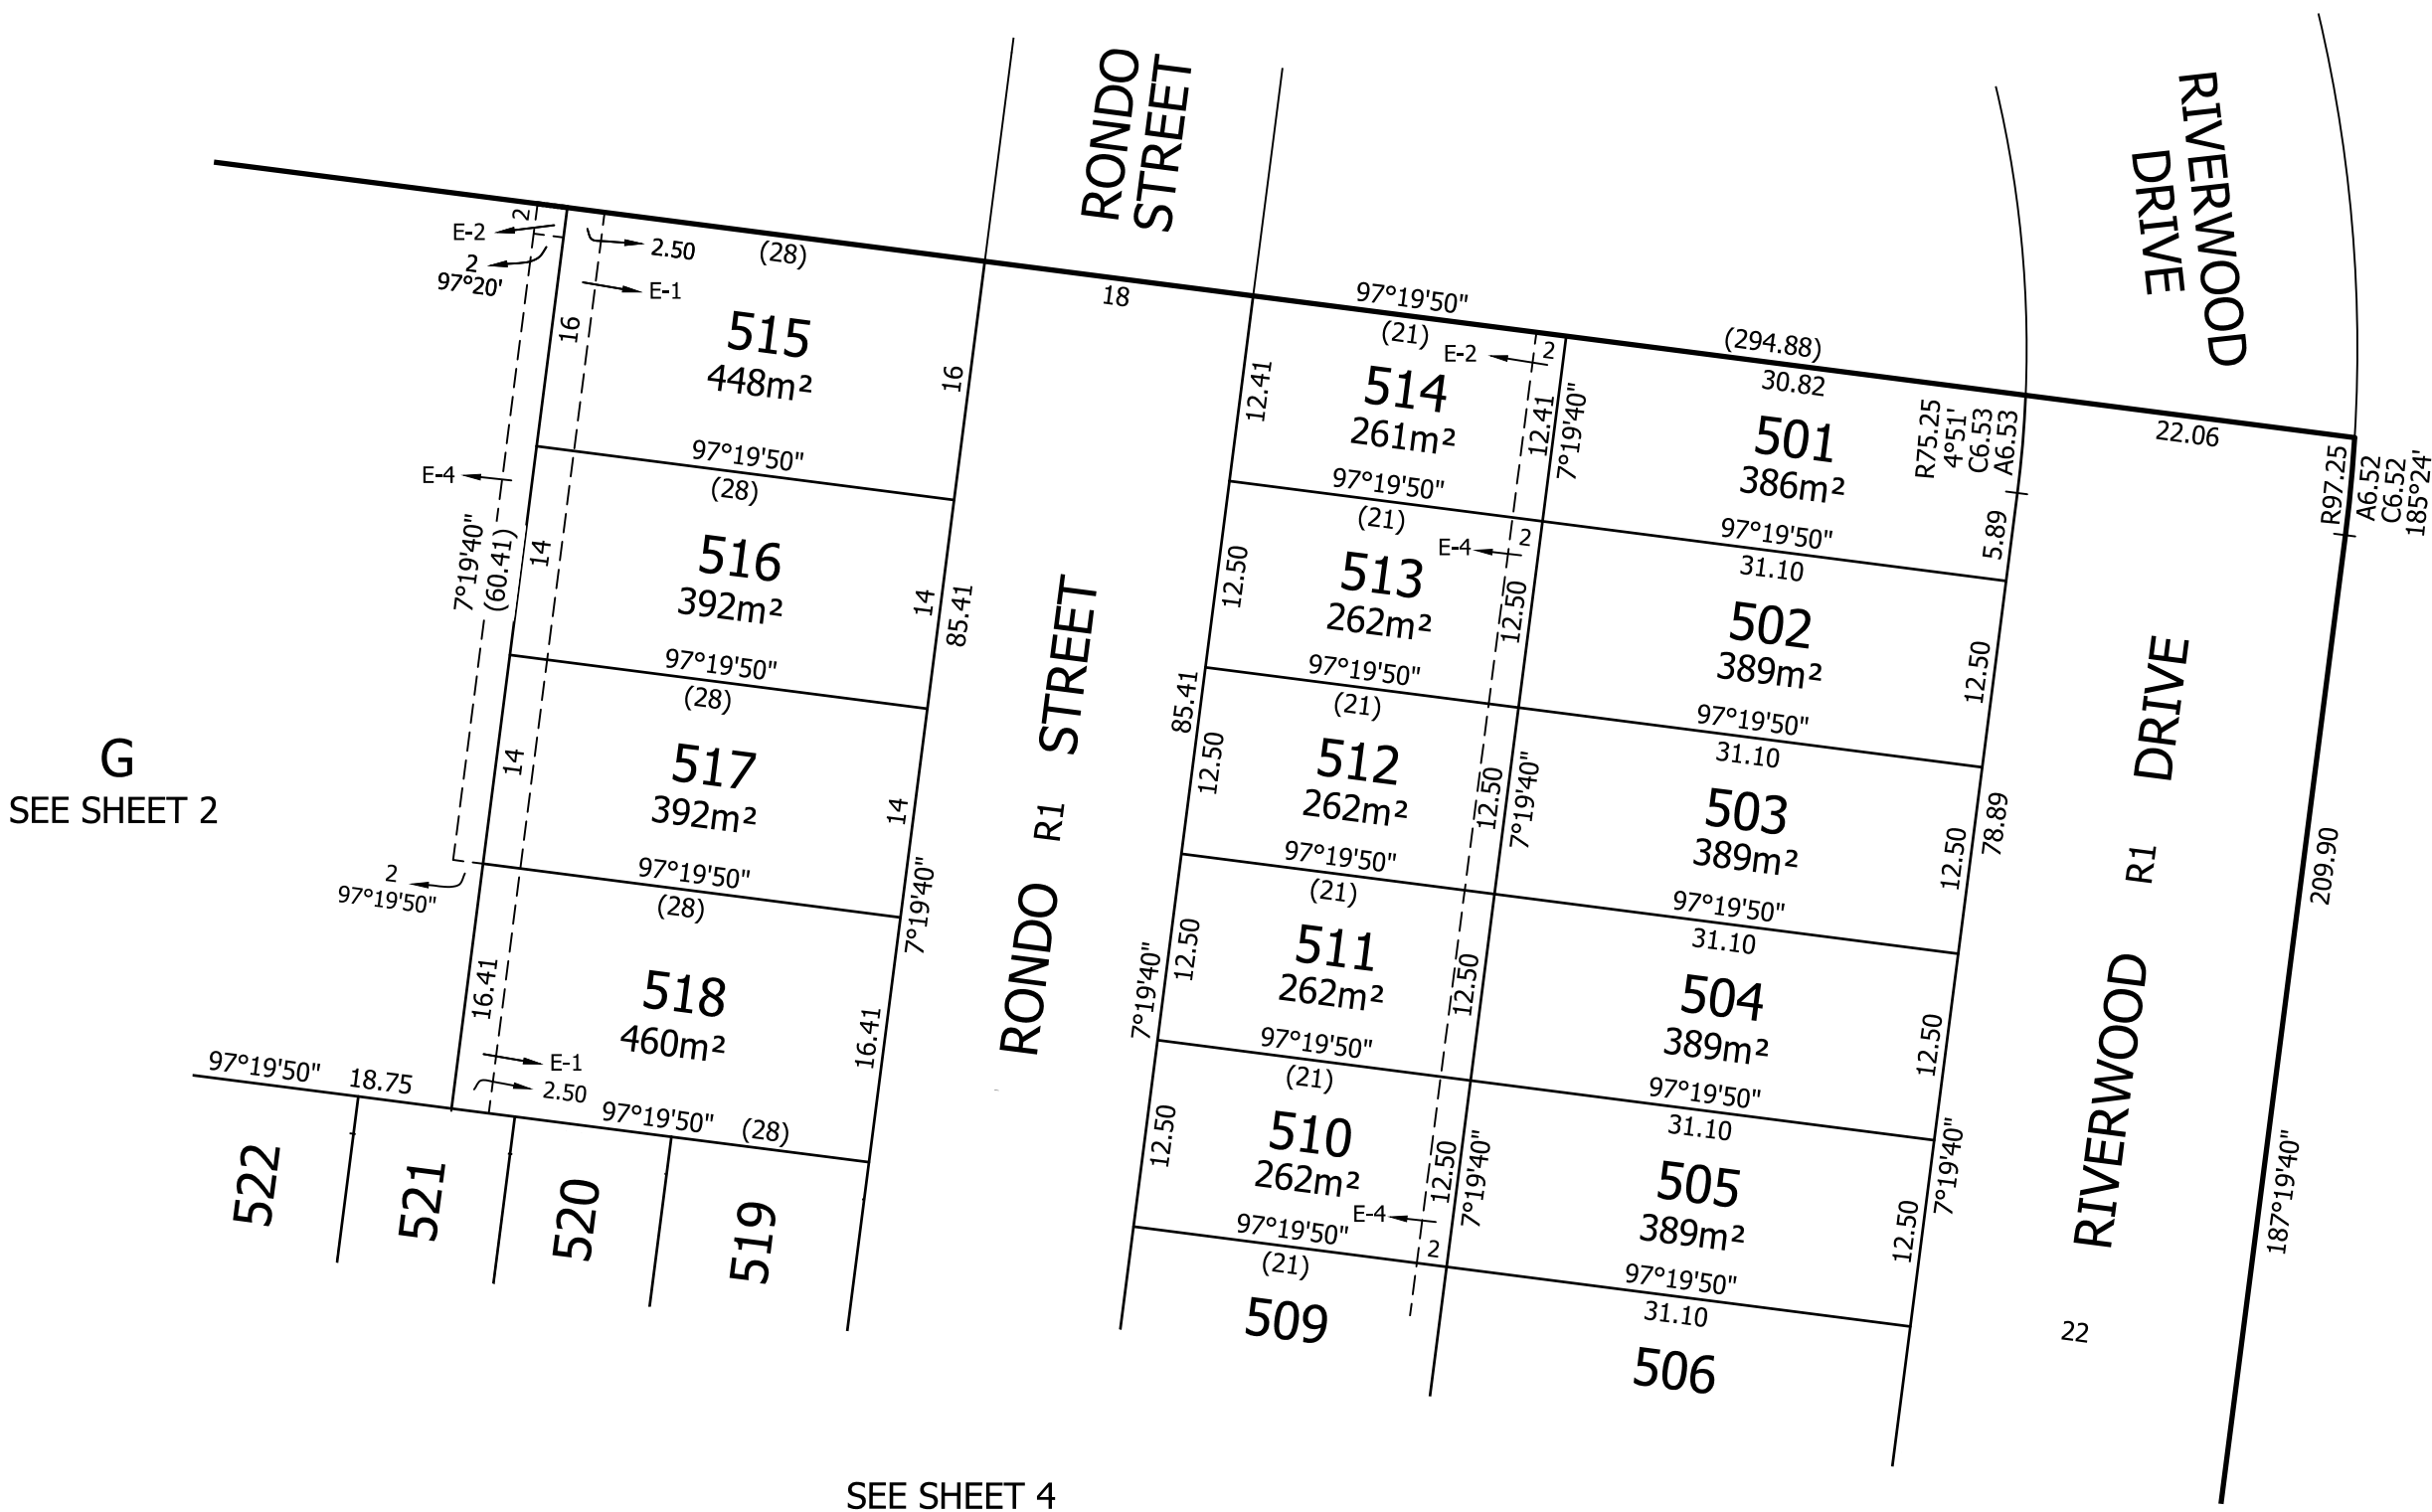 RONDO
STREET
RIVERWOOD
DRIVE
E-2
2
2
97°20'
2.50
(28)
E-1
515
448m²
16
16
18
97°19'50"
(21)
E-2
2
514
261m²
12.41
12.41
7°19'40"
(294.88)
30.82
501
386m²
R75.25
4°51'
C6.53
A6.53
22.06
R97.25
A6.52
C6.52
185°24'
97°19'50"
(28)
E-4
7°19'40"
(60.41)
14
516
392m²
14
85.41
97°19'50"
(21)
E-4
2
513
262m²
12.50
12.50
97°19'50"
31.10
5.89
502
389m²
12.50
97°19'50"
(28)
14
517
392m²
14
G
SEE SHEET 2
RONDO R1 STREET
85.41
97°19'50"
(21)
12.50
512
262m²
12.50
7°19'40"
97°19'50"
31.10
503
389m²
12.50
78.89
RIVERWOOD R1 DRIVE
209.90
2
97°19'50"
97°19'50"
(28)
7°19'40"
16.41
518
460m²
16.41
E-1
2.50
7°19'40"
97°19'50"
(21)
12.50
511
262m²
12.50
97°19'50"
31.10
504
389m²
12.50
97°19'50" 18.75
97°19'50" (28)
97°19'50"
(21)
12.50
510
262m²
12.50
7°19'40"
E-4
2
97°19'50"
31.10
505
389m²
12.50
7°19'40"
187°19'40"
522
521
520
519
97°19'50"
(21)
509
97°19'50"
31.10
506
22
SEE SHEET 4